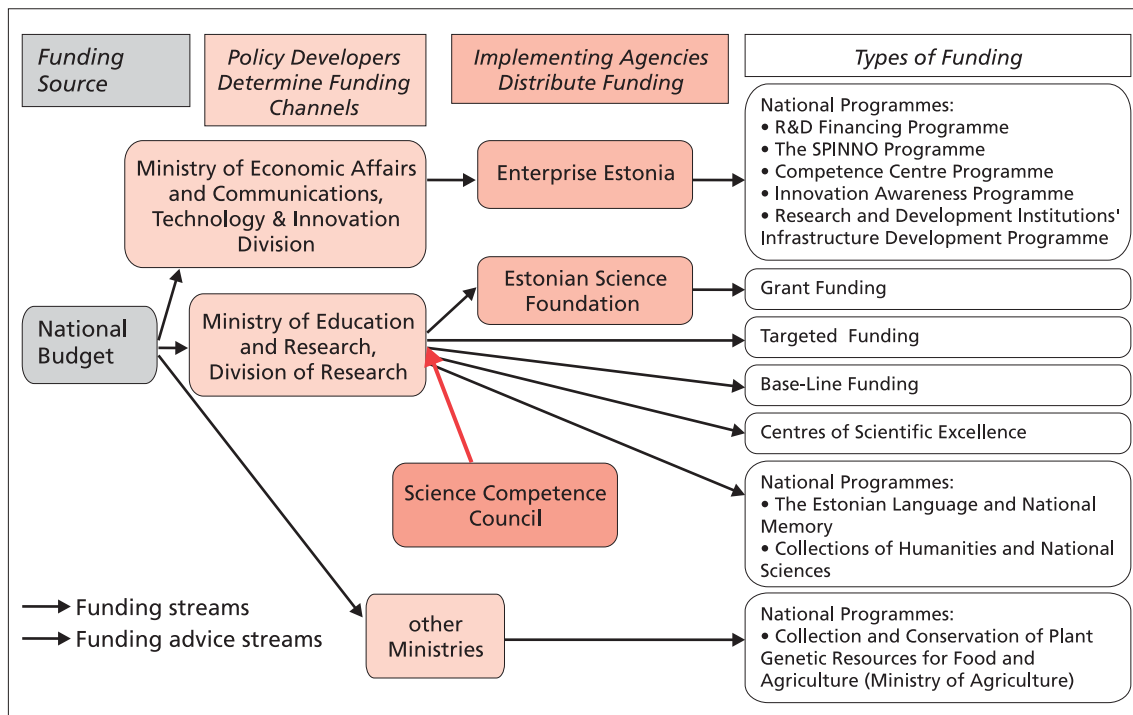 Funding
Source
Policy Developers
Determine Funding
Channels
Implementing Agencies
Distribute Funding
Types of Funding
Ministry of Economic Affairs
and Communications,
Technology & Innovation
Division
Enterprise Estonia
National Programmes:
• R&D Financing Programme
• The SPINNO Programme
• Competence Centre Programme
• Innovation Awareness Programme
• Research and Development Institutions'
Infrastructure Development Programme
National
Budget
Ministry of Education
and Research,
Division of Research
Estonian Science
Foundation
Grant Funding
Targeted Funding
Base-Line Funding
Centres of Scientific Excellence
Science Competence
Council
National Programmes:
• The Estonian Language and National
Memory
• Collections of Humanities and National
Sciences
other
Ministries
National Programmes:
• Collection and Conservation of Plant
Genetic Resources for Food and
Agriculture (Ministry of Agriculture)
Funding streams
Funding advice streams